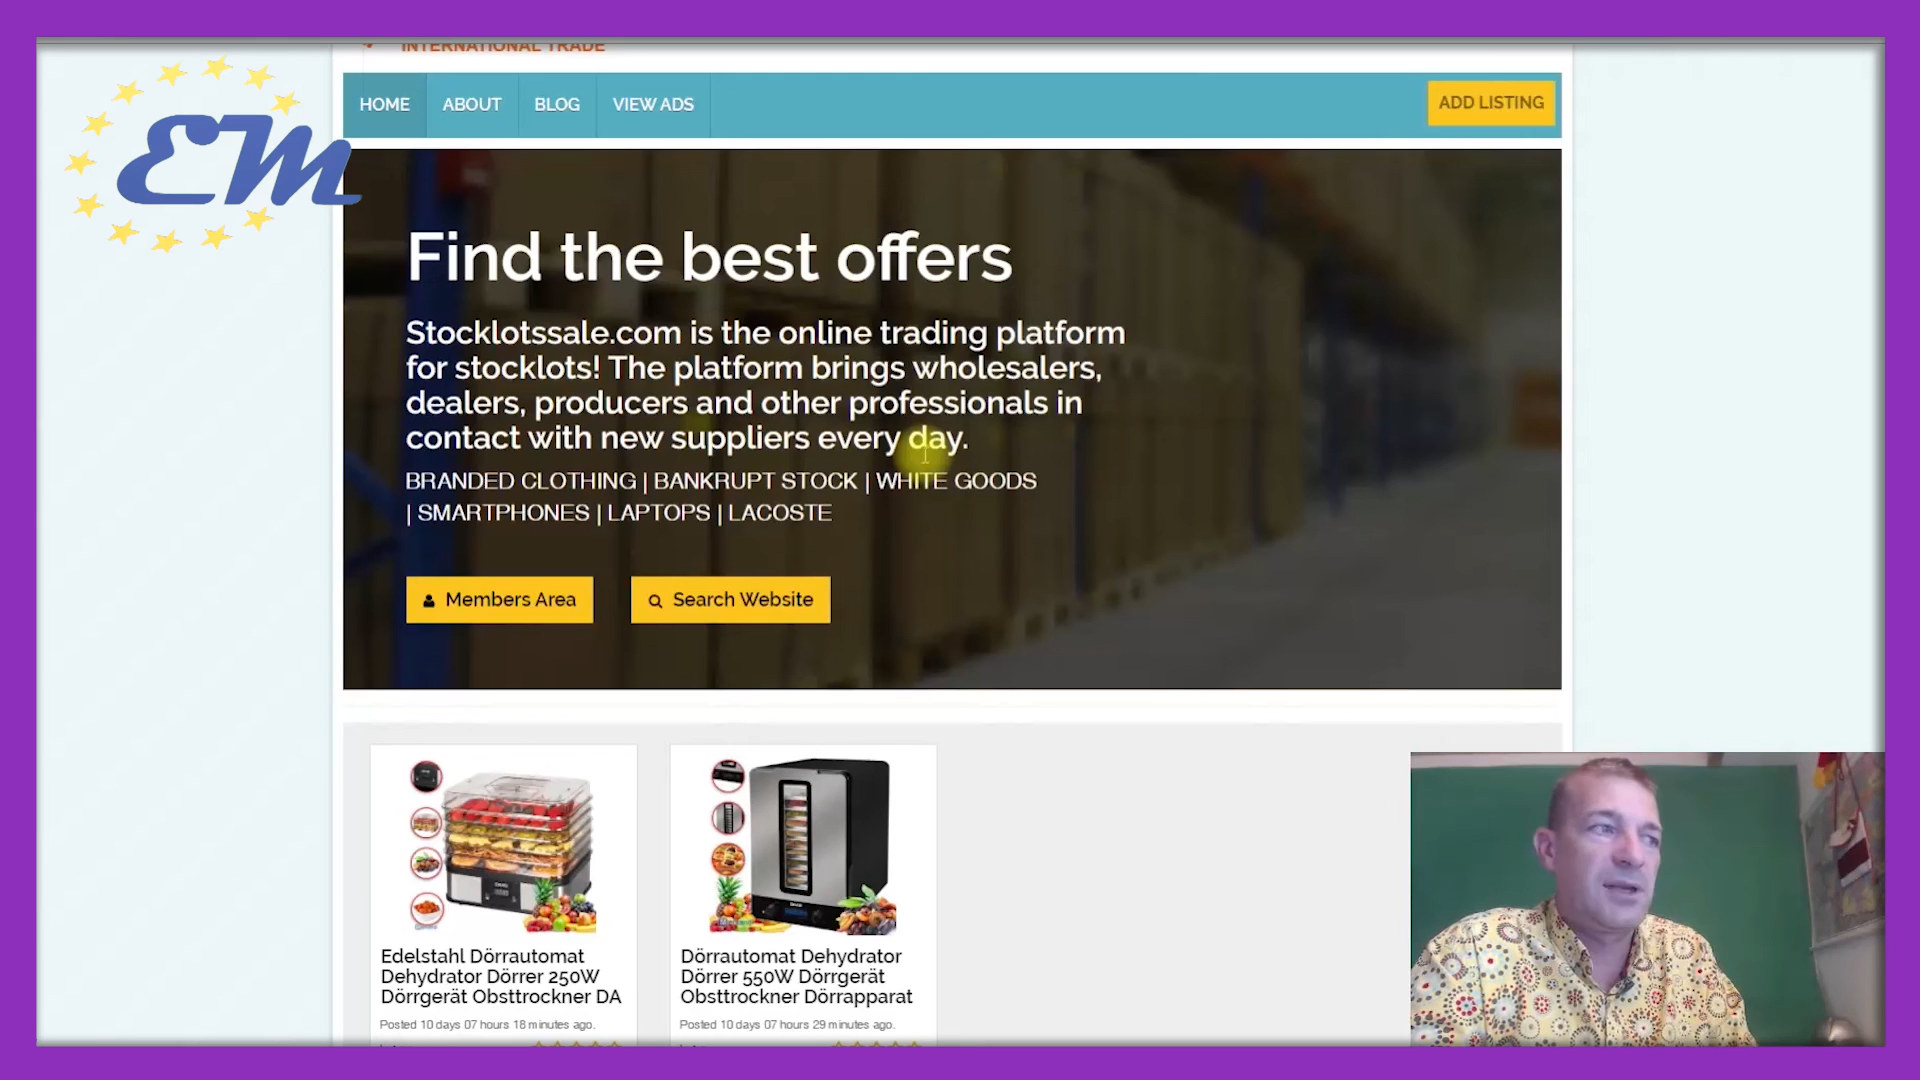 INTERNATIONAL TRADE
EM
HOME
ABOUT
BLOG
VIEW ADS
ADD LISTING
Find the best offers
Stocklotssale.com is the online trading platform
for stocklots! The platform brings wholesalers,
dealers, producers and other professionals in
contact with new suppliers every day.
BRANDED CLOTHING | BANKRUPT STOCK | WHITE GOODS
| SMARTPHONES | LAPTOPS | LACOSTE
Members Area
Search Website
Edelstahl Dörrautomat
Dehydrator Dörrer 250W
Dörrgerät Obsttrockner DA
Posted 10 days 07 hours 18 minutes ago.
Dörrautomat Dehydrator
Dörrer 550W Dörrgerät
Obsttrockner Dörrapparat
Posted 10 days 07 hours 29 minutes ago.